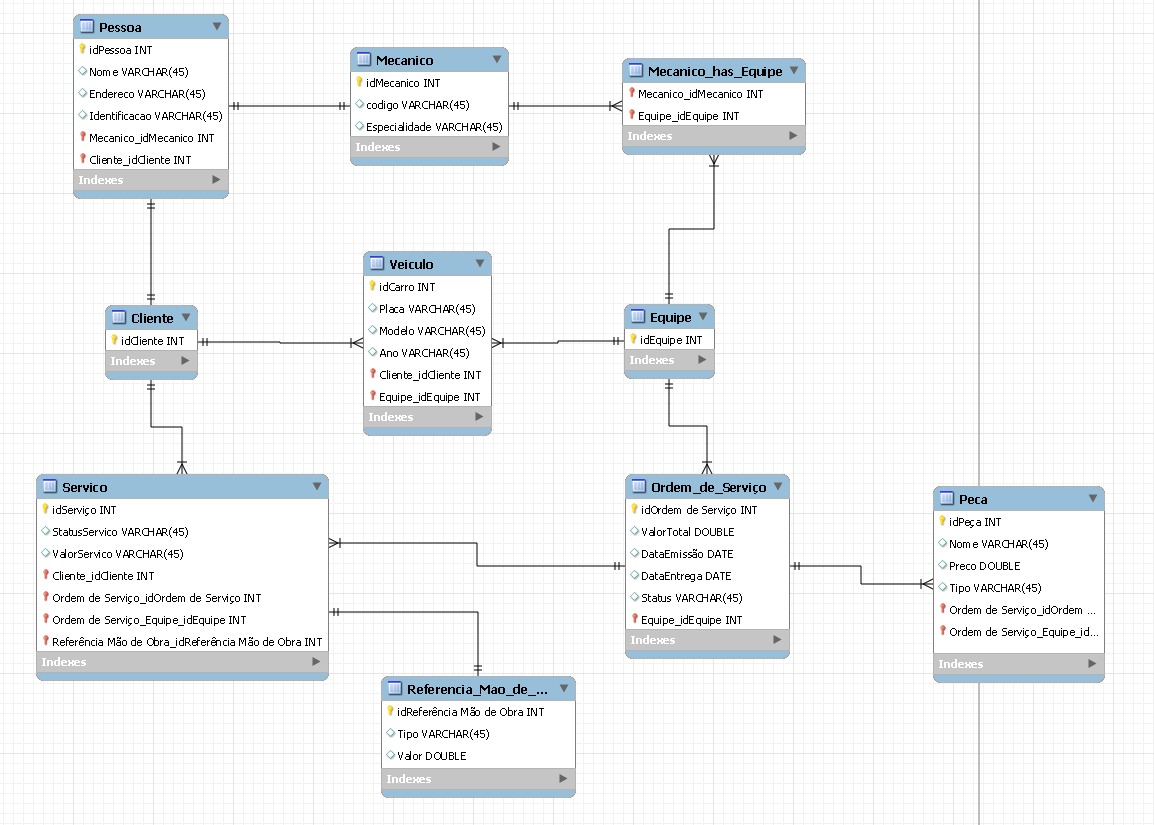 Pessoa
idPessoa INT
Nome VARCHAR(45)
Endereco VARCHAR(45)
Identificacao VARCHAR(45)
Mecanico_idMecanico INT
Cliente_idCliente INT
Indexes
Mecanico
idMecanico INT
codigo VARCHAR(45)
Especialidade VARCHAR(45)
Indexes
Mecanico_has_Equipe
Mecanico_idMecanico INT
Equipe_idEquipe INT
Indexes
Cliente
idCliente INT
Indexes
Veiculo
idCarro INT
Placa VARCHAR(45)
Modelo VARCHAR(45)
Ano VARCHAR(45)
Cliente_idCliente INT
Equipe_idEquipe INT
Indexes
Equipe
idEquipe INT
Indexes
Servico
idServiço INT
StatusServico VARCHAR(45)
ValorServico VARCHAR(45)
Cliente_idCliente INT
Ordem de Serviço_idOrdem de Serviço INT
Ordem de Serviço_Equipe_idEquipe INT
Referência Mão de Obra_idReferência Mão de Obra INT
Indexes
Ordem_de_Serviço
idOrdem de Serviço INT
ValorTotal DOUBLE
DataEmissão DATE
DataEntrega DATE
Status VARCHAR(45)
Equipe_idEquipe INT
Indexes
Peca
idPeça INT
Nome VARCHAR(45)
Preco DOUBLE
Tipo VARCHAR(45)
Ordem de Serviço_idOrdem ...
Ordem de Serviço_Equipe_id...
Indexes
Referencia_Mao_de_...
idReferência Mão de Obra INT
Tipo VARCHAR(45)
Valor DOUBLE
Indexes